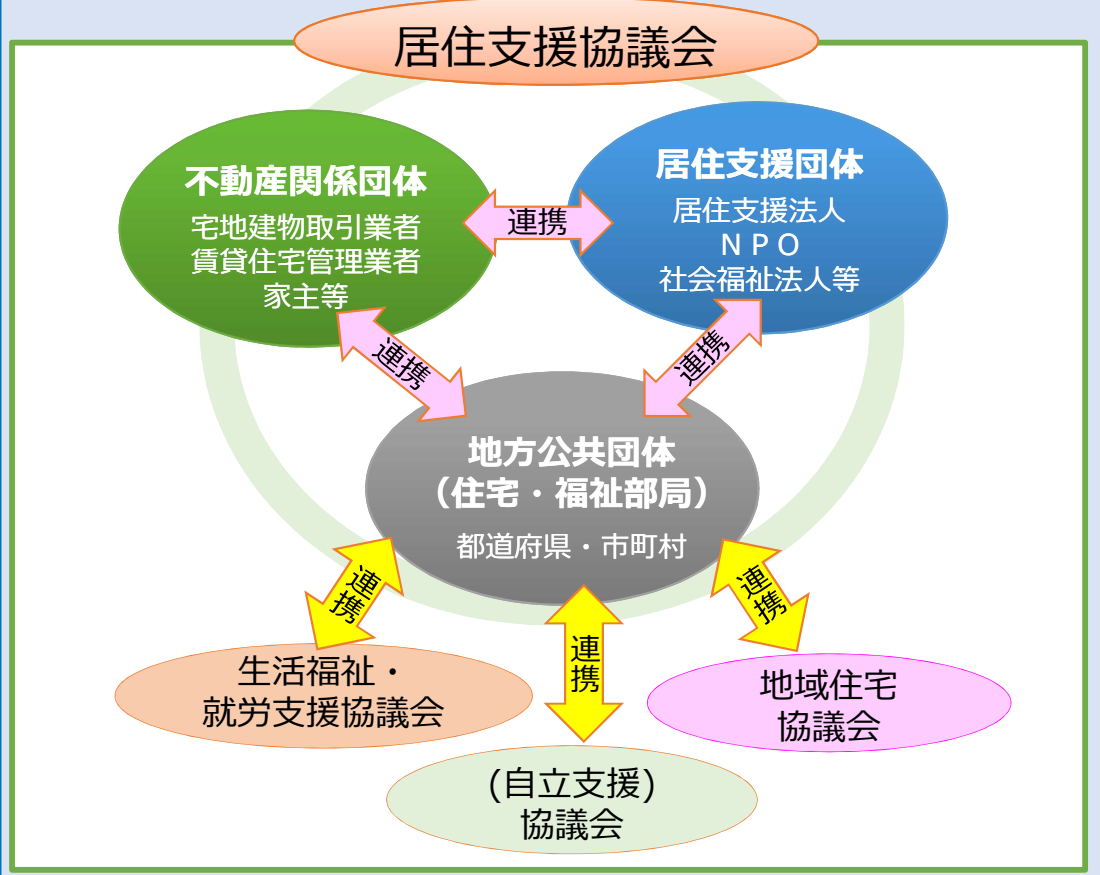 居住支援協議会
不動産関係団体
宅地建物取引業者
賃貸住宅管理業者
家主等
連携
居住支援団体
居住支援法人
ＮＰＯ
社会福祉法人等
連携
連携
地方公共団体
（住宅・福祉部局）
都道府県・市町村
連携
連携
連携
生活福祉・
就労支援協議会
(自立支援)
協議会
地域住宅
協議会